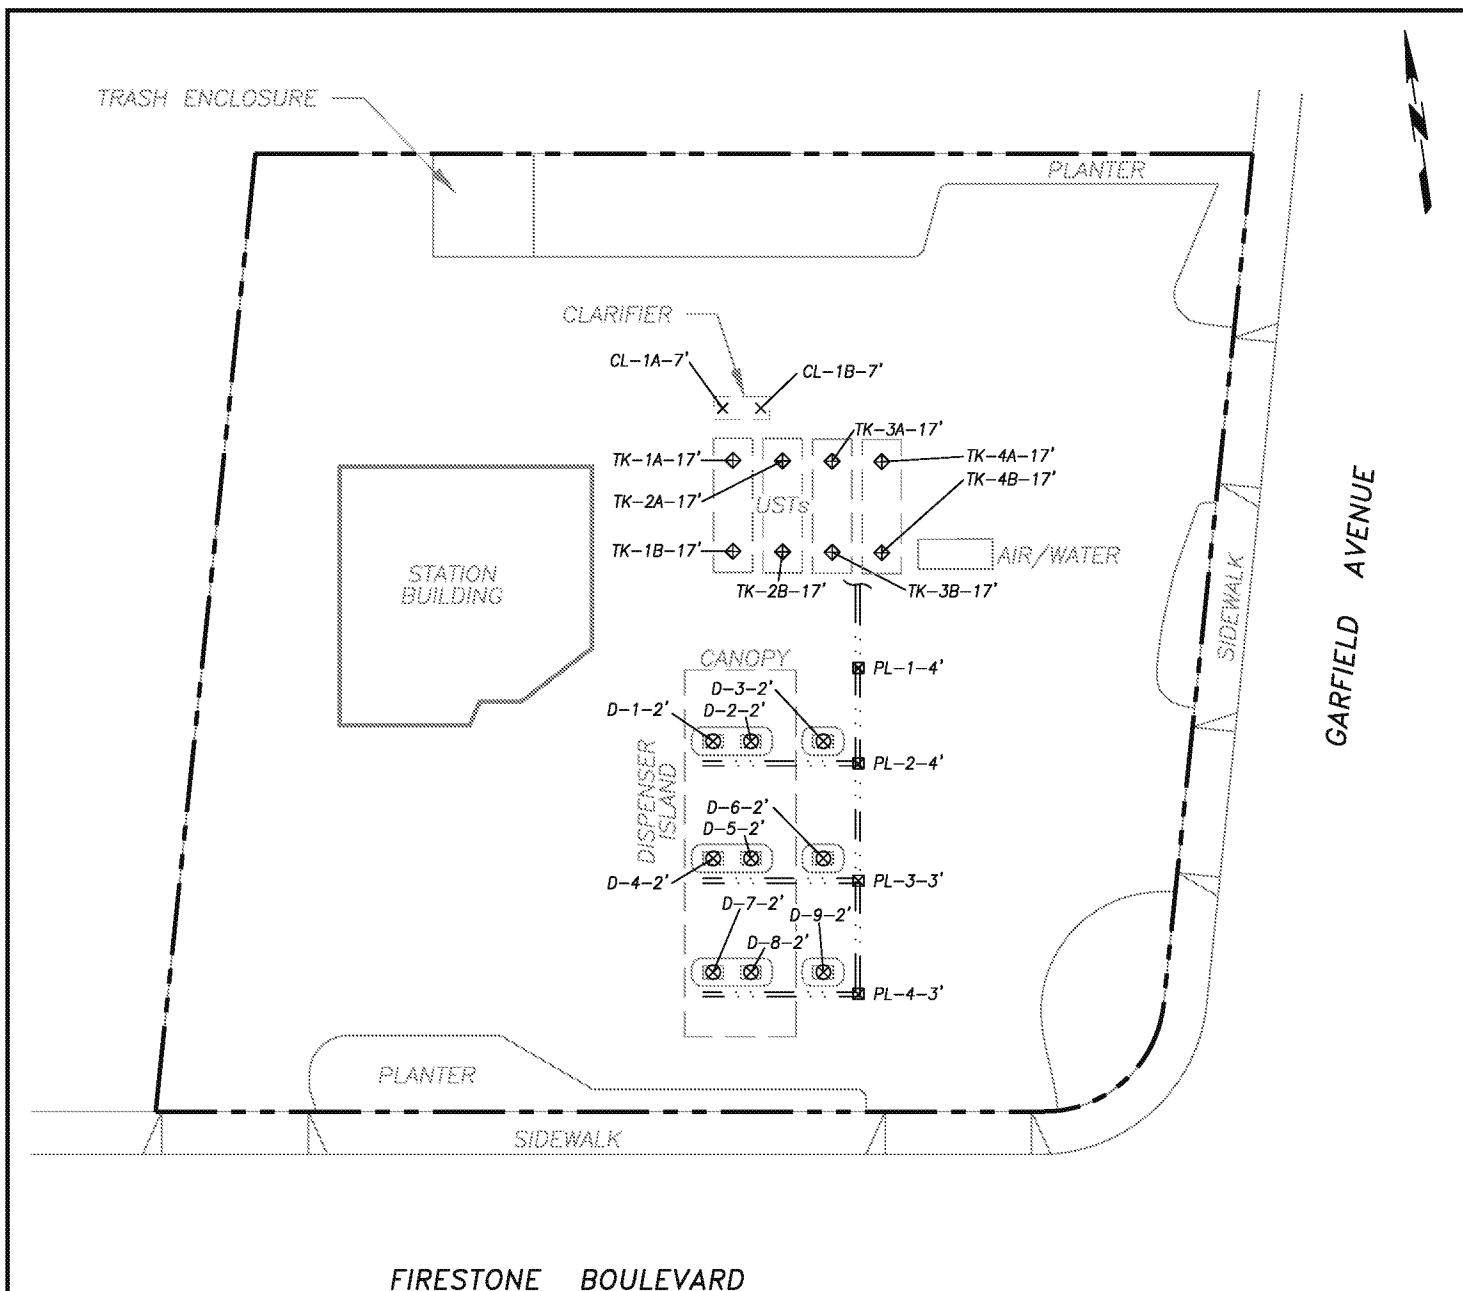 TRASH ENCLOSURE
PLANTER
CLARIFIER
CL-1A-7'
CL-1B-7'
TK-3A-17'
TK-1A-17'
TK-4A-17'
TK-4B-17'
TK-2A-17'
USTs
TK-1B-17'
AIR/WATER
STATION
BUILDING
TK-2B-17'
TK-3B-17'
GARFIELD AVENUE
SIDEWALK
CANOPY
PL-1-4'
D-3-2'
D-1-2'
D-2-2'
PL-2-4'
DISPENSER
ISLAND
D-6-2'
D-5-2'
D-4-2'
PL-3-3'
D-7-2'
D-9-2'
D-8-2'
PL-4-3'
PLANTER
SIDEWALK
FIRESTONE BOULEVARD
N